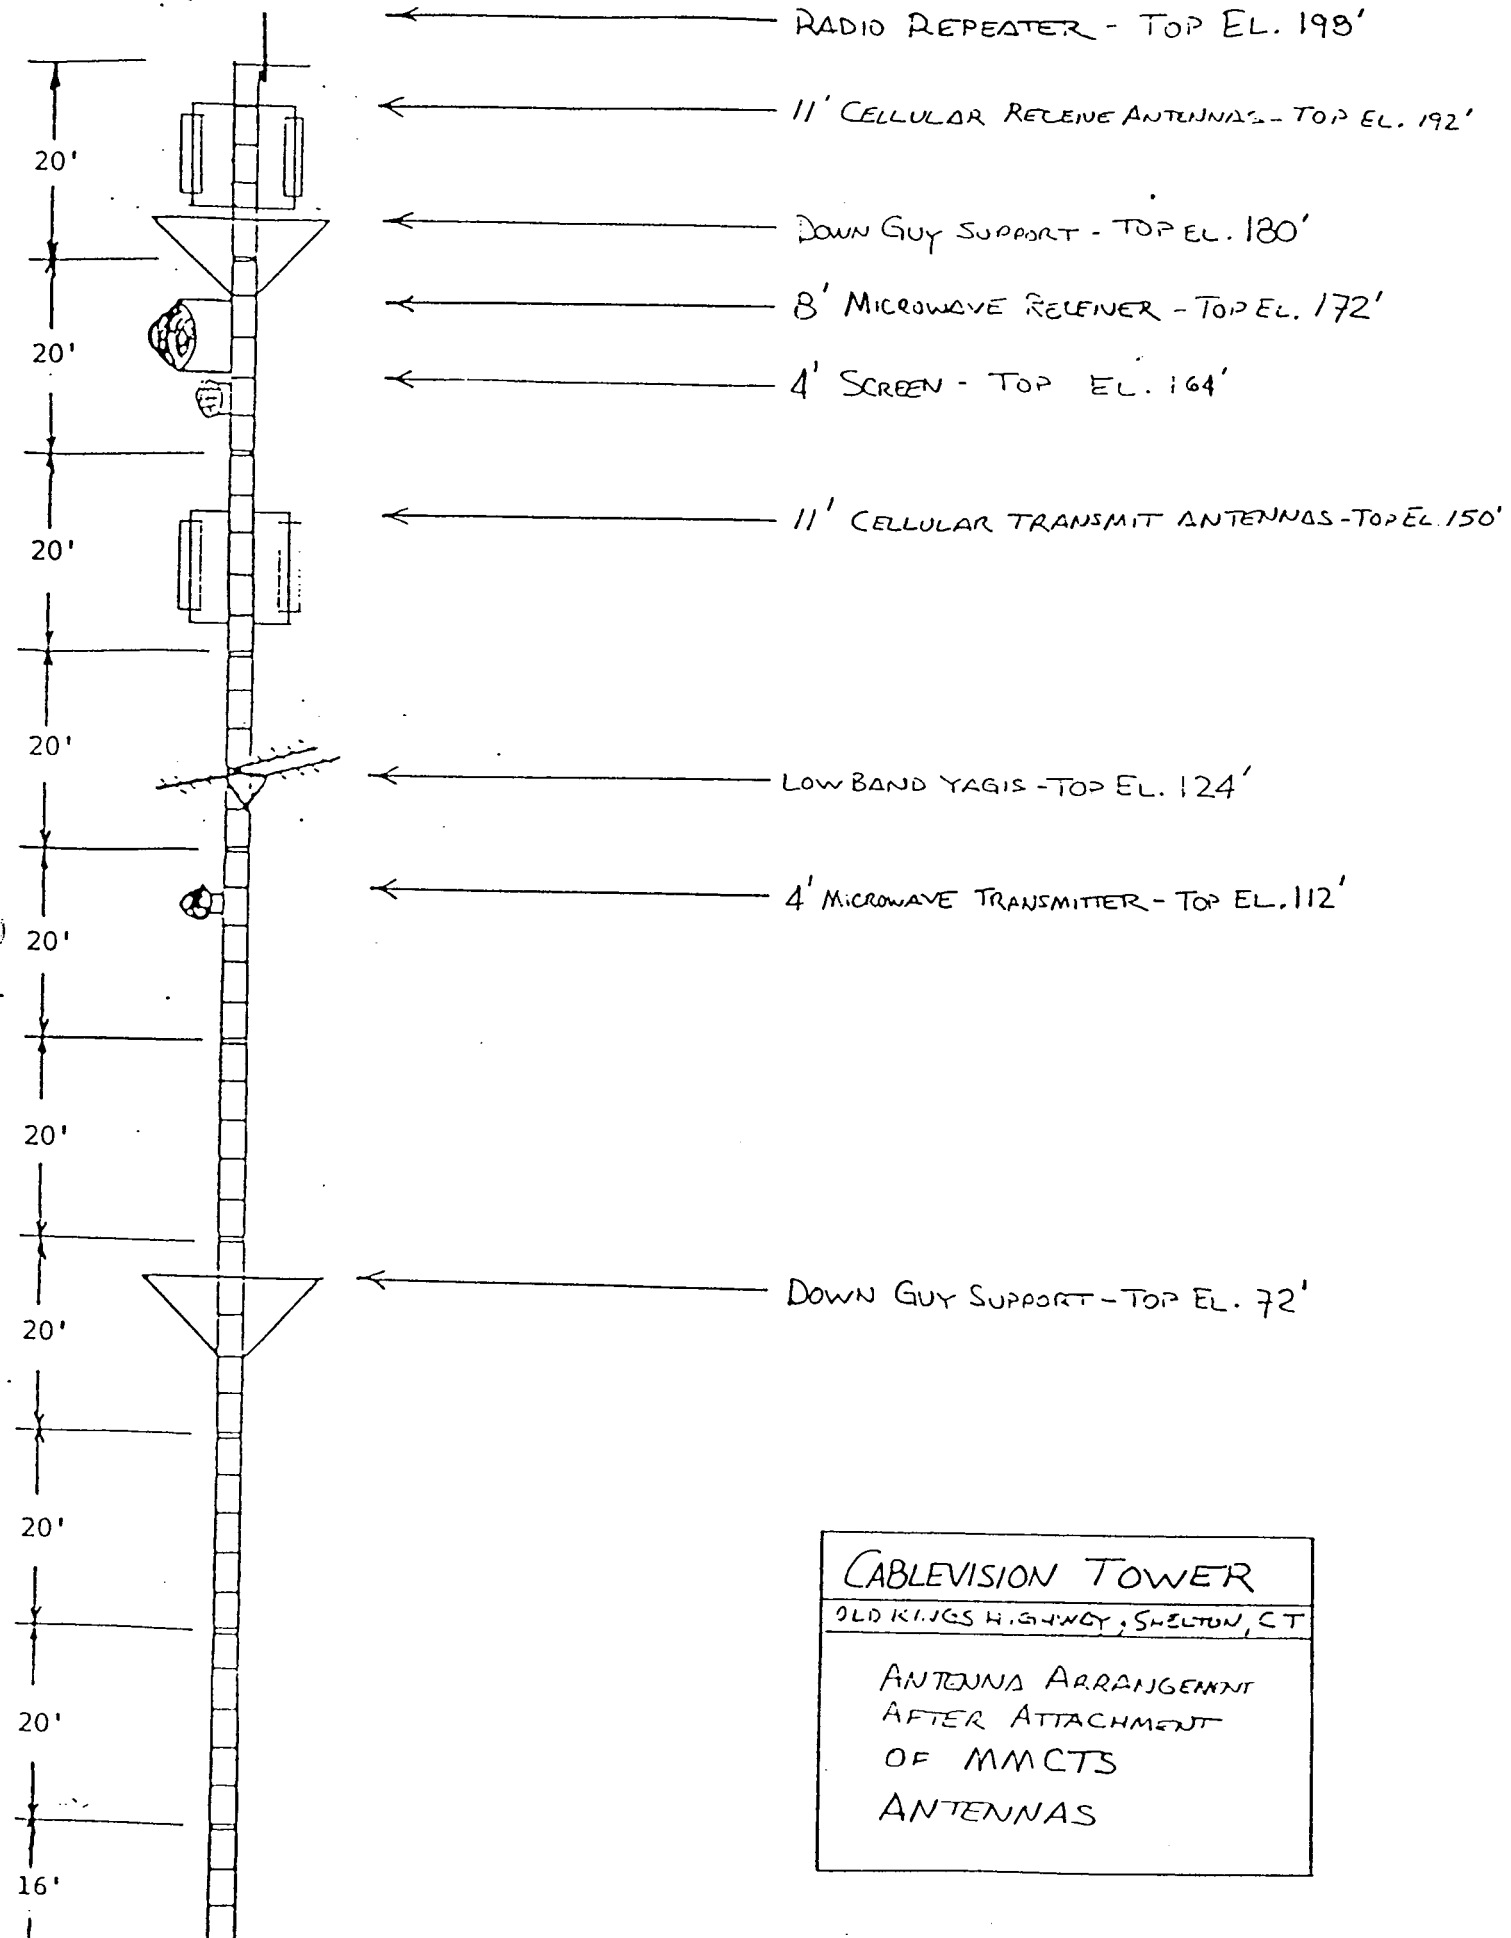 RADIO REPEATER - TOP EL. 198'
11' CELLULAR RECEIVE ANTENNAS - TOP EL. 192'
DOWN GUY SUPPORT - TOP EL. 180'
8' MICROWAVE RECEIVER - TOP EL. 172'
4' SCREEN - TOP EL. 164'
11' CELLULAR TRANSMIT ANTENNAS - TOP EL. 150'
LOW BAND YAGIS - TOP EL. 124'
4' MICROWAVE TRANSMITTER - TOP EL. 112'
DOWN GUY SUPPORT - TOP EL. 72'
20'
20'
20'
20'
20'
20'
20'
20'
20'
16'
CABLEVISION TOWER
OLD KINGS HIGHWAY, SHELTON, CT
ANTENNA ARRANGEMENT
AFTER ATTACHMENT
OF MMCTS
ANTENNAS